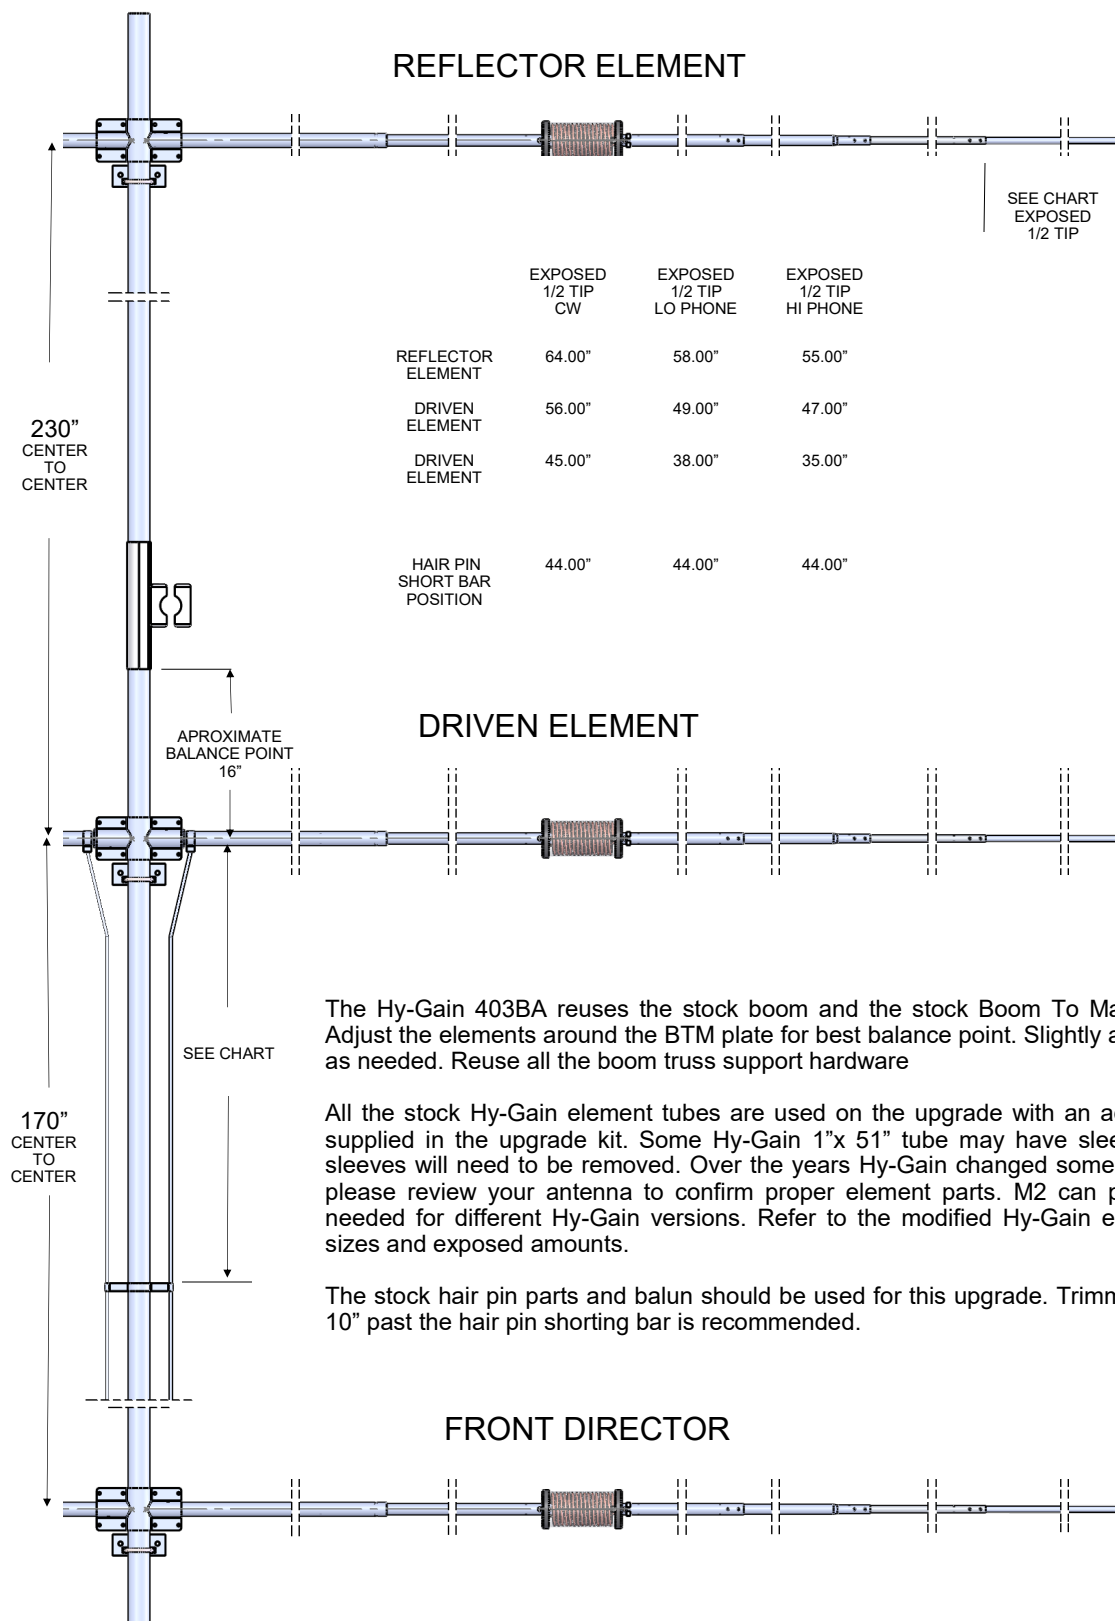 REFLECTOR ELEMENT
SEE CHART
EXPOSED
1/2 TIP
EXPOSED
1/2 TIP
CW
EXPOSED
1/2 TIP
LO PHONE
EXPOSED
1/2 TIP
HI PHONE
REFLECTOR
ELEMENT
64.00”
58.00”
55.00”
DRIVEN
ELEMENT
56.00”
49.00”
47.00”
DRIVEN
ELEMENT
45.00”
38.00”
35.00”
HAIR PIN
SHORT BAR
POSITION
44.00”
44.00”
44.00”
230”
CENTER
TO
CENTER
APROXIMATE
BALANCE POINT
16”
DRIVEN ELEMENT
SEE CHART
170”
CENTER
TO
CENTER
The Hy-Gain 403BA reuses the stock boom and the stock Boom To Ma
Adjust the elements around the BTM plate for best balance point. Slightly a
as needed. Reuse all the boom truss support hardware
All the stock Hy-Gain element tubes are used on the upgrade with an a
supplied in the upgrade kit. Some Hy-Gain 1”x 51” tube may have slee
sleeves will need to be removed. Over the years Hy-Gain changed some
please review your antenna to confirm proper element parts. M2 can p
needed for different Hy-Gain versions. Refer to the modified Hy-Gain e
sizes and exposed amounts.
The stock hair pin parts and balun should be used for this upgrade. Trimm
10” past the hair pin shorting bar is recommended.
FRONT DIRECTOR